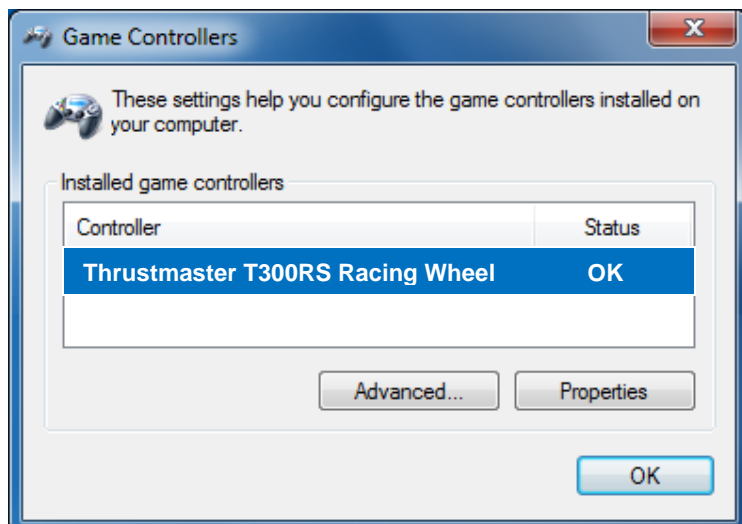 Game Controllers
These settings help you configure the game controllers installed on
your computer.
Installed game controllers
Controller Status
Thrustmaster T300RS Racing Wheel OK
Advanced... Properties
OK